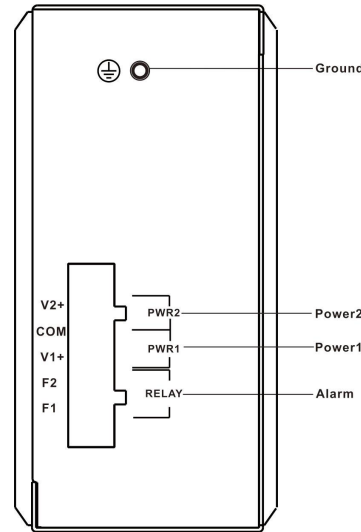 Ground
V2+
PWR2
Power2
COM
PWR1
Power1
V1+
F2
RELAY
Alarm
F1